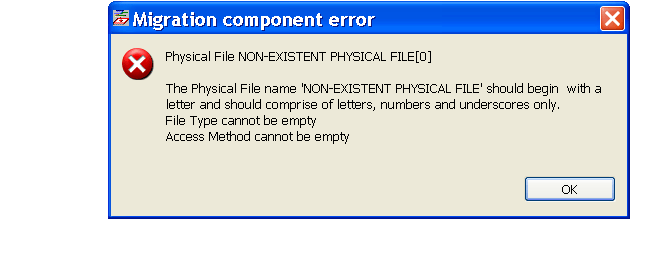 Migration component error
Physical File NON-EXISTENT PHYSICAL FILE[0]
The Physical File name 'NON-EXISTENT PHYSICAL FILE' should begin  with a
letter and should comprise of letters, numbers and underscores only.
File Type cannot be empty
Access Method cannot be empty
OK